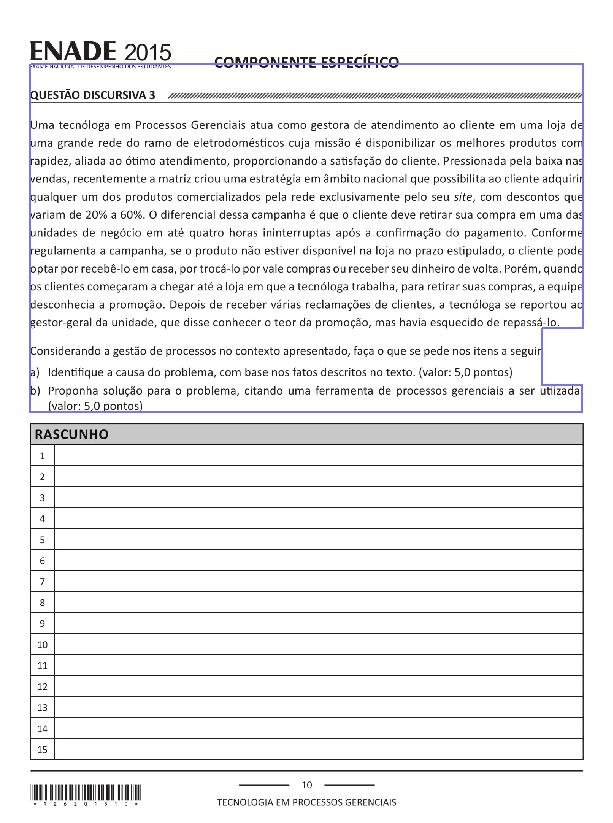 ENADE 2015
EXAME NACIONAL DE DESEMPENHO DOS ESTUDANTES
COMPONENTE ESPECÍFICO
QUESTÃO DISCURSIVA 3
Uma tecnóloga em Processos Gerenciais atua como gestora de atendimento ao cliente em uma loja de
uma grande rede do ramo de eletrodomésticos cuja missão é disponibilizar os melhores produtos com
rapidez, aliada ao ótimo atendimento, proporcionando a satisfação do cliente. Pressionada pela baixa nas
vendas, recentemente a matriz criou uma estratégia em âmbito nacional que possibilita ao cliente adquirir
qualquer um dos produtos comercializados pela rede exclusivamente pelo seu site, com descontos que
variam de 20% a 60%. O diferencial dessa campanha é que o cliente deve retirar sua compra em uma das
unidades de negócio em até quatro horas ininterruptas após a confirmação do pagamento. Conforme
regulamenta a campanha, se o produto não estiver disponível na loja no prazo estipulado, o cliente pode
optar por recebê-lo em casa, por trocá-lo por vale compras ou receber seu dinheiro de volta. Porém, quando
os clientes começaram a chegar até a loja em que a tecnóloga trabalha, para retirar suas compras, a equipe
desconhecia a promoção. Depois de receber várias reclamações de clientes, a tecnóloga se reportou ao
gestor-geral da unidade, que disse conhecer o teor da promoção, mas havia esquecido de repassá-lo.
Considerando a gestão de processos no contexto apresentado, faça o que se pede nos itens a seguir
a) Identifique a causa do problema, com base nos fatos descritos no texto. (valor: 5,0 pontos)
b) Proponha solução para o problema, citando uma ferramenta de processos gerenciais a ser utilizada
(valor: 5,0 pontos)
RASCUNHO
1
2
3
4
5
6
7
8
9
10
11
12
13
14
15
10
TECNOLOGIA EM PROCESSOS GERENCIAIS